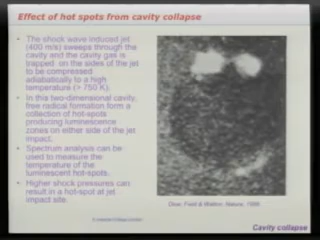 Effect of hot spots from cavity collapse
• The shock wave induced jet
(400 m/s) sweeps through the
cavity and the cavity gas is
trapped on the sides of the jet
to be compressed
adiabatically to a high
temperature (> 750 K).
• In this two-dimensional cavity,
free radical formation form a
collection of hot-spots
producing luminescence
zones on either side of the jet
impact.
• Spectrum analysis can be
used to measure the
temperature of the
luminescent hot-spots.
• Higher shock pressures can
result in a hot-spot at jet
impact site.
Dear, Field & Walton, Nature, 1988
Cavity collapse